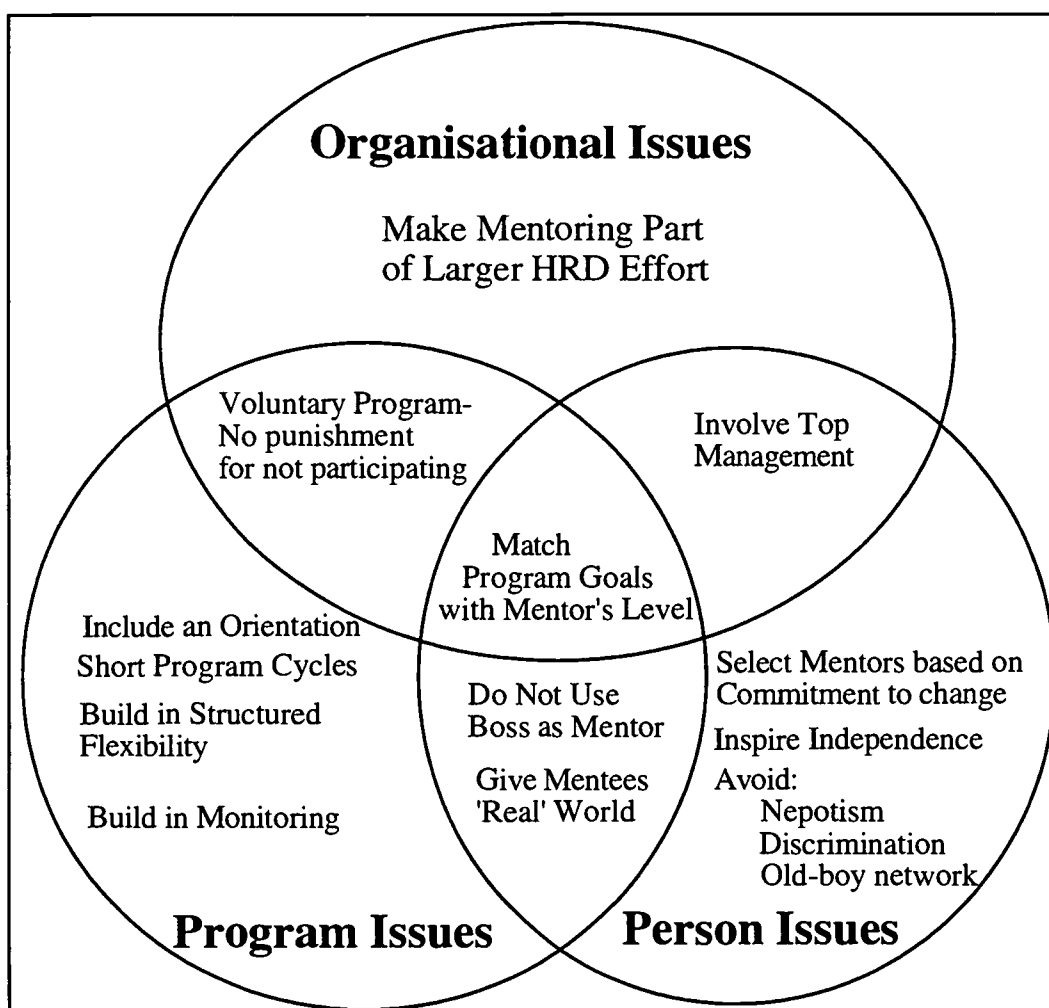 Organisational Issues
Make Mentoring Part
of Larger HRD Effort
Voluntary Program-
No punishment
for not participating
Involve Top
Management
Match
Program Goals
with Mentor's Level
Include an Orientation
Short Program Cycles
Build in Structured
Flexibility
Build in Monitoring
Do Not Use
Boss as Mentor
Give Mentees
'Real' World
Select Mentors based on
Commitment to change
Inspire Independence
Avoid:
Nepotism
Discrimination
Old-boy network
Program Issues
Person Issues